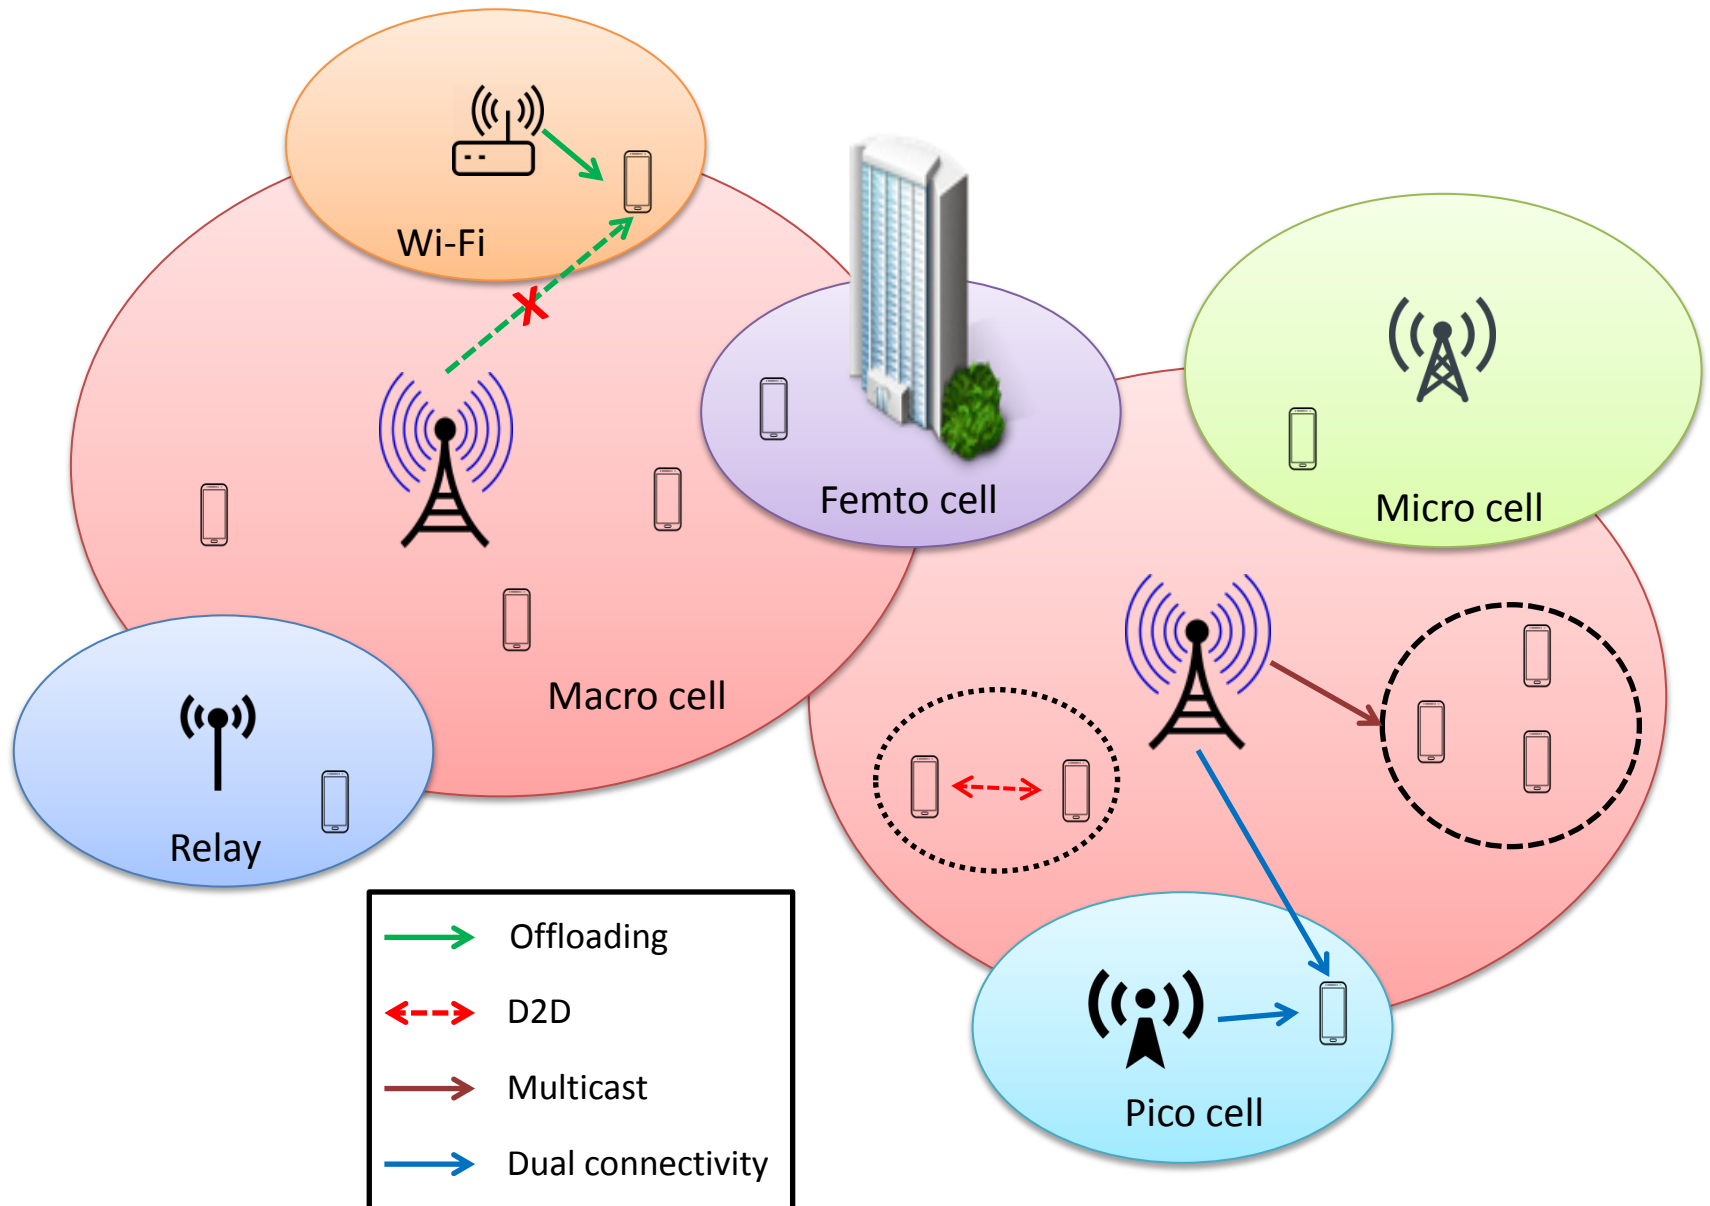 Wi-Fi
Femto cell
Micro cell
Macro cell
Relay
Pico cell
Offloading
D2D
Multicast
Dual connectivity